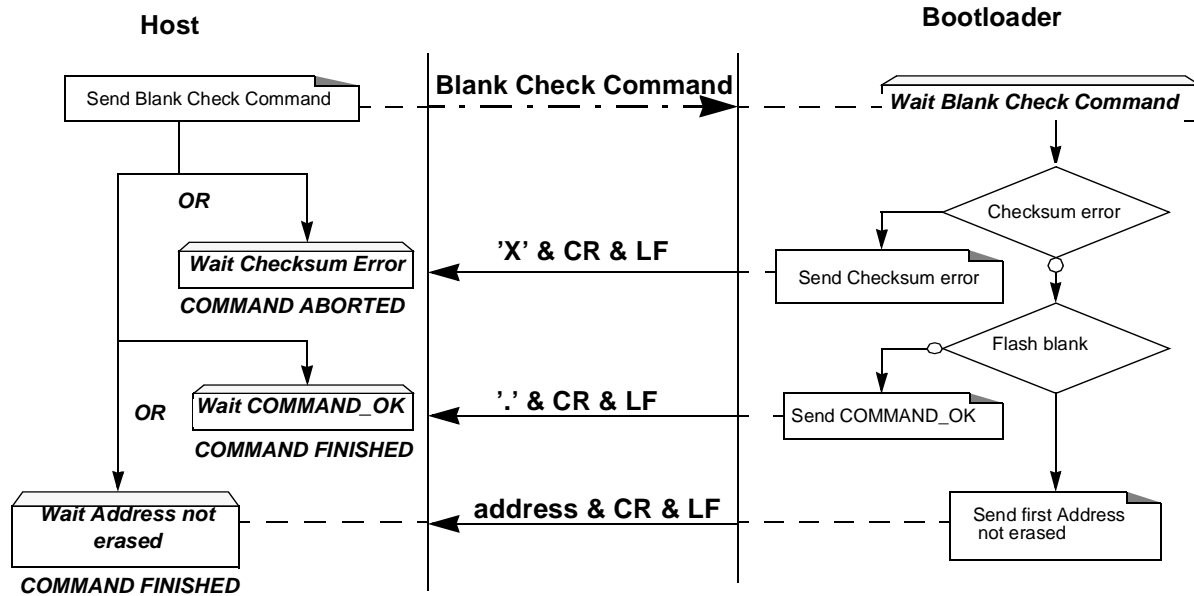 Host
Bootloader
Send Blank Check Command
Blank Check Command
Wait Blank Check Command
OR
Checksum error
Wait Checksum Error
’X’ & CR & LF
Send Checksum error
COMMAND ABORTED
Flash blank
OR
Wait COMMAND_OK
’.’ & CR & LF
Send COMMAND_OK
COMMAND FINISHED
Wait Address not
erased
address & CR & LF
Send first Address
not erased
COMMAND FINISHED